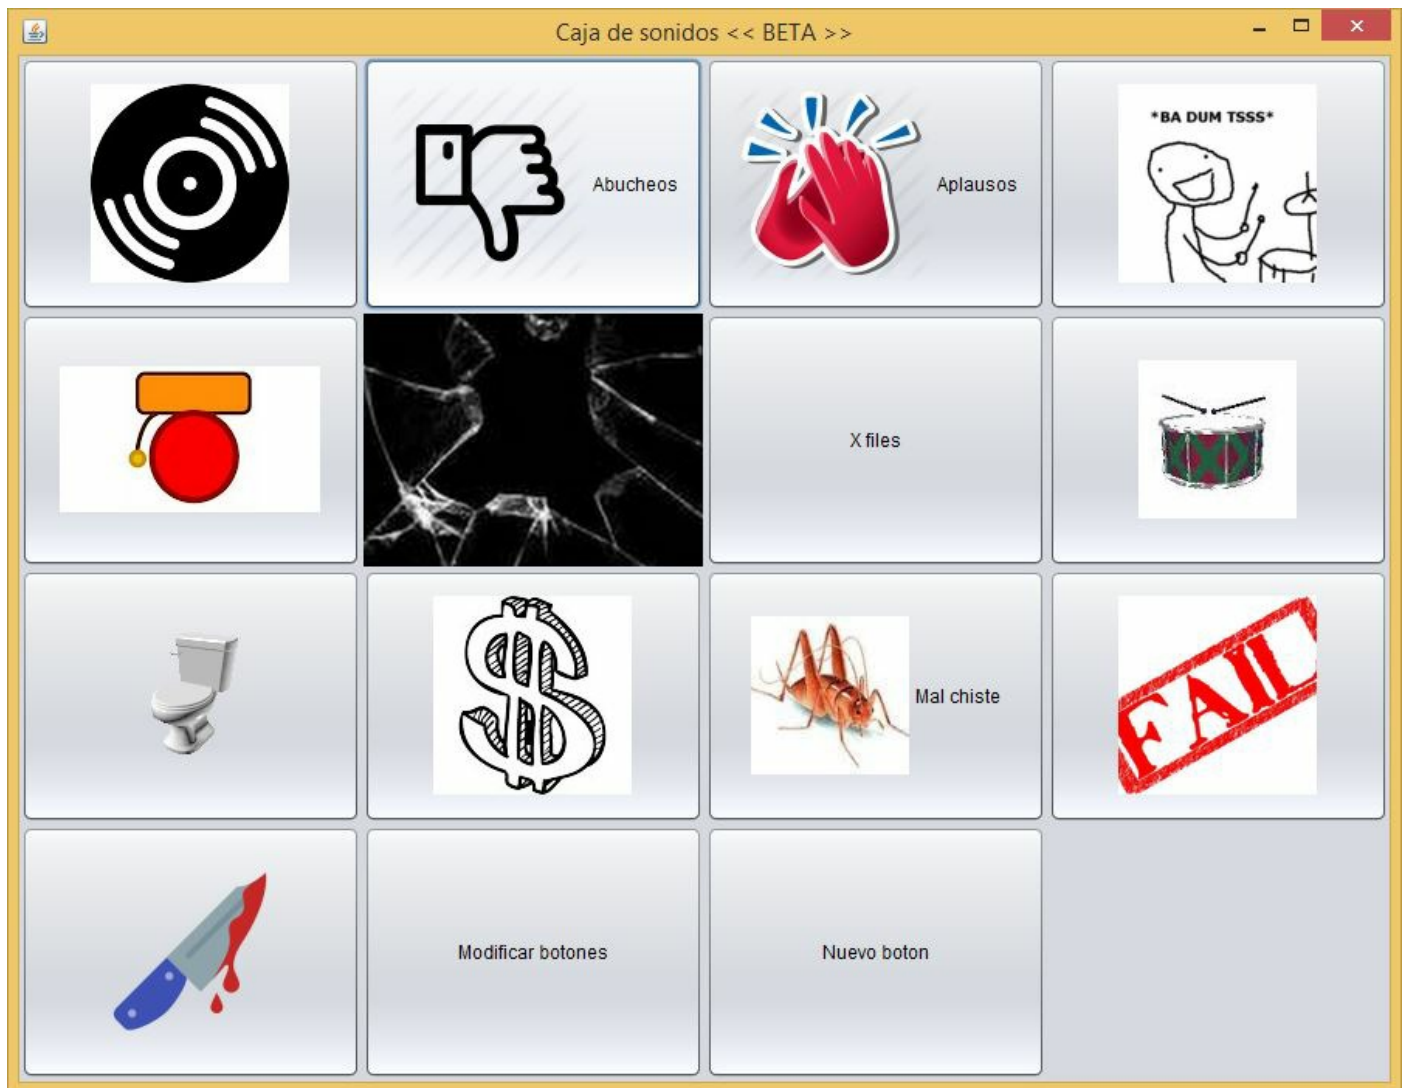 Caja de sonidos << BETA >>
Abucheos
Aplausos
*BA DUM TSSS*
X files
Mal chiste
FAIL
Modificar botones
Nuevo boton